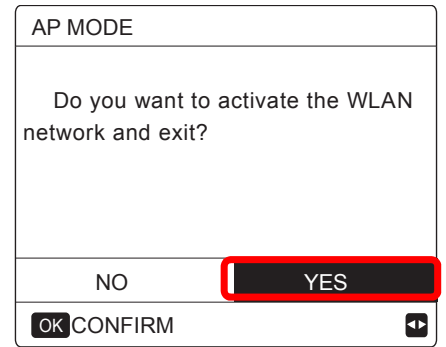 AP MODE
Do you want to activate the WLAN
network and exit?
NO YES
OK CONFIRM